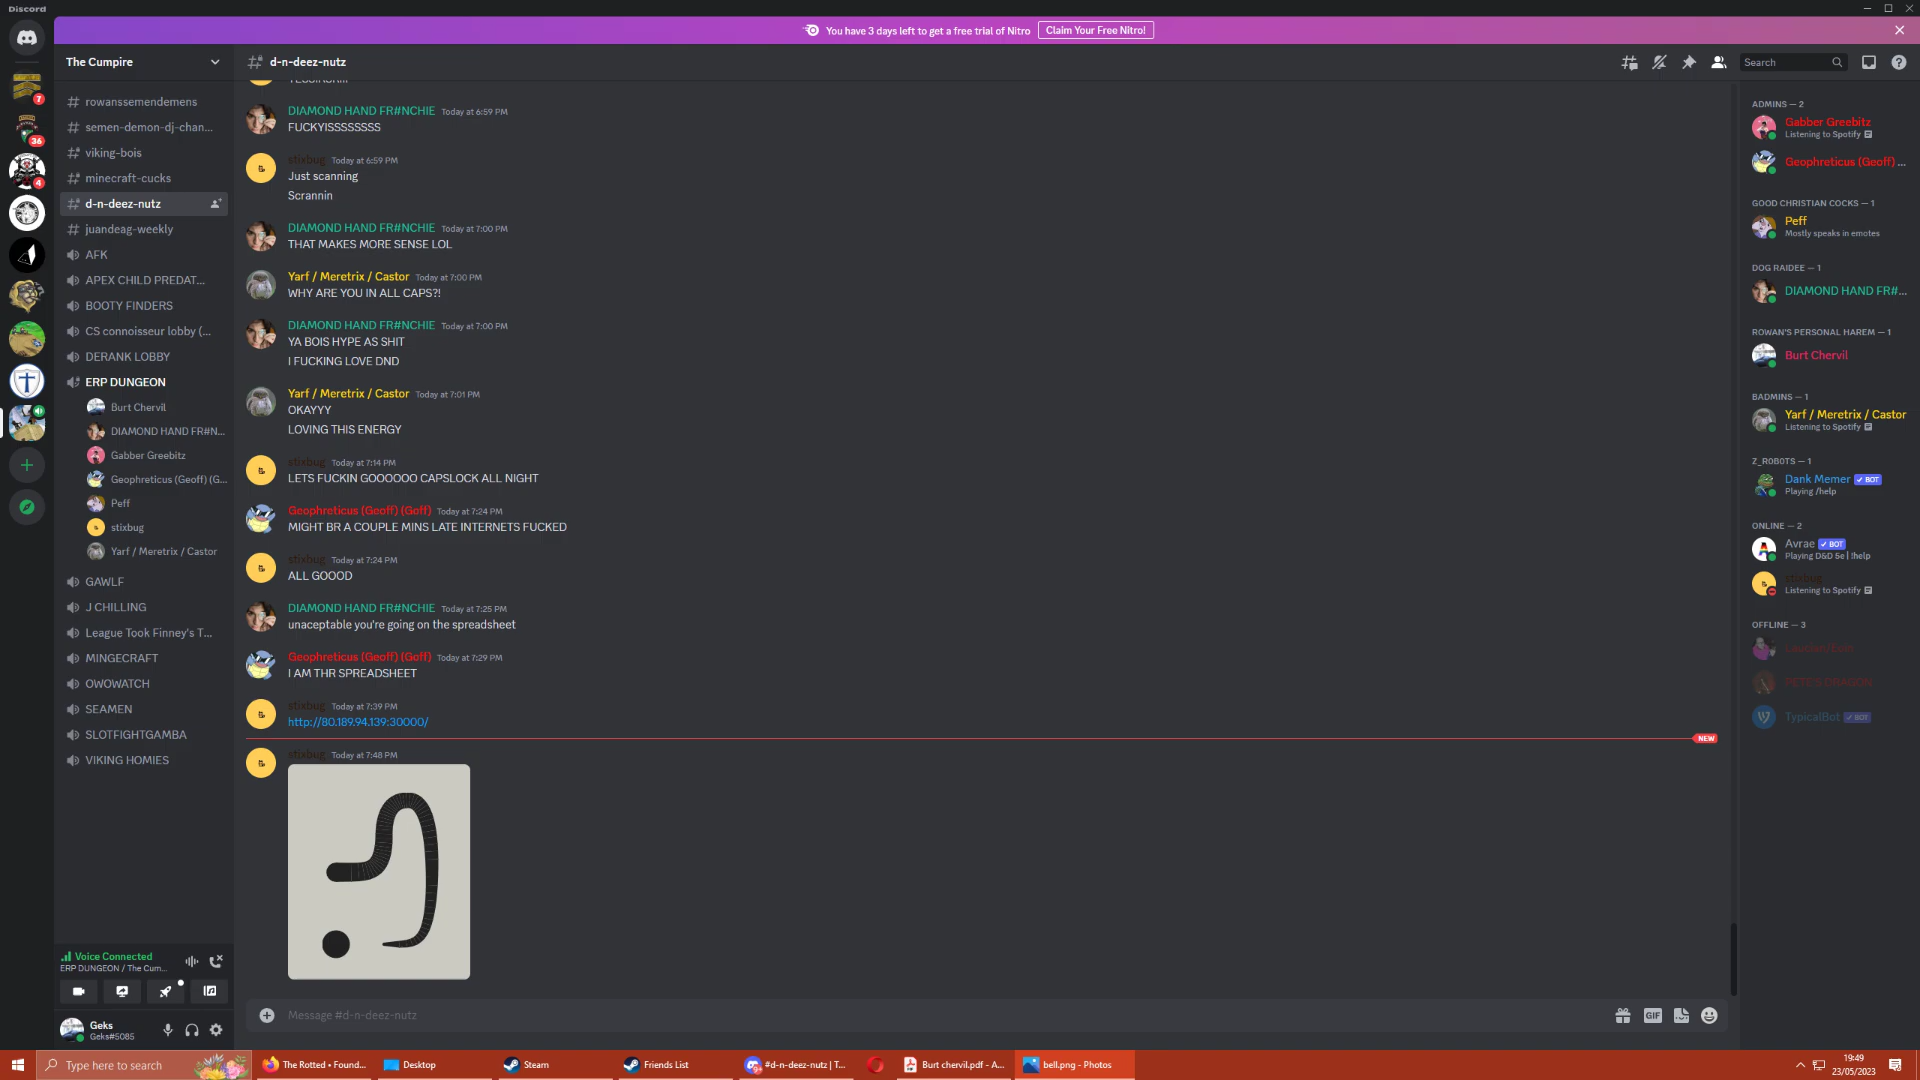 Discord
You have 3 days left to get a free trial of Nitro
Claim Your Free Nitro!
7
36
4
The Cumpire
rowanssemendemens
semen-demon-dj-chan...
viking-bois
minecraft-cucks
d-n-deez-nutz
juandeag-weekly
AFK
APEX CHILD PREDAT...
BOOTY FINDERS
CS connoisseur lobby (...
DERANK LOBBY
ERP DUNGEON
Burt Chervil
DIAMOND HAND FR#N...
Gabber Greebitz
Geophreticus (Geoff) (G...
Peff
stixbug
Yarf / Meretrix / Castor
GAWLF
J CHILLING
League Took Finney's T...
MINGECRAFT
OWOWATCH
SEAMEN
SLOTFIGHTGAMBA
VIKING HOMIES
Voice Connected
ERP DUNGEON / The Cum...
Geks
Geks#5085
d-n-deez-nutz
Search
DIAMOND HAND FR#NCHIE Today at 6:59 PM
FUCKYISSSSSSSS
stixbug Today at 6:59 PM
Just scanning
Scrannin
DIAMOND HAND FR#NCHIE Today at 7:00 PM
THAT MAKES MORE SENSE LOL
Yarf / Meretrix / Castor Today at 7:00 PM
WHY ARE YOU IN ALL CAPS?!
DIAMOND HAND FR#NCHIE Today at 7:00 PM
YA BOIS HYPE AS SHIT
I FUCKING LOVE DND
Yarf / Meretrix / Castor Today at 7:01 PM
OKAYYY
LOVING THIS ENERGY
stixbug Today at 7:14 PM
LETS FUCKIN GOOOOOO CAPSLOCK ALL NIGHT
Geophreticus (Geoff) (Goff) Today at 7:24 PM
MIGHT BR A COUPLE MINS LATE INTERNETS FUCKED
stixbug Today at 7:24 PM
ALL GOOOD
DIAMOND HAND FR#NCHIE Today at 7:25 PM
unaceptable you're going on the spreadsheet
Geophreticus (Geoff) (Goff) Today at 7:29 PM
I AM THR SPREADSHEET
stixbug Today at 7:39 PM
http://80.189.94.139:30000/
NEW
stixbug Today at 7:48 PM
Message #d-n-deez-nutz
GIF
ADMINS — 2
Gabber Greebitz
Listening to Spotify
Geophreticus (Geoff) ...
GOOD CHRISTIAN COCKS — 1
Peff
Mostly speaks in emotes
DOG RAIDEE — 1
DIAMOND HAND FR#...
ROWAN'S PERSONAL HAREM — 1
Burt Chervil
BADMINS — 1
Yarf / Meretrix / Castor
Listening to Spotify
Z_ROBOTS — 1
Dank Memer BOT
Playing /help
ONLINE — 2
Avrae BOT
Playing D&D 5e | !help
stixbug
Listening to Spotify
OFFLINE — 3
PETE'S DRAGON
TypicalBot BOT
Type here to search
The Rotted • Found...
Desktop
Steam
Friends List
#d-n-deez-nutz | T...
Burt chervil.pdf - A...
bell.png - Photos
19:49
23/05/2023